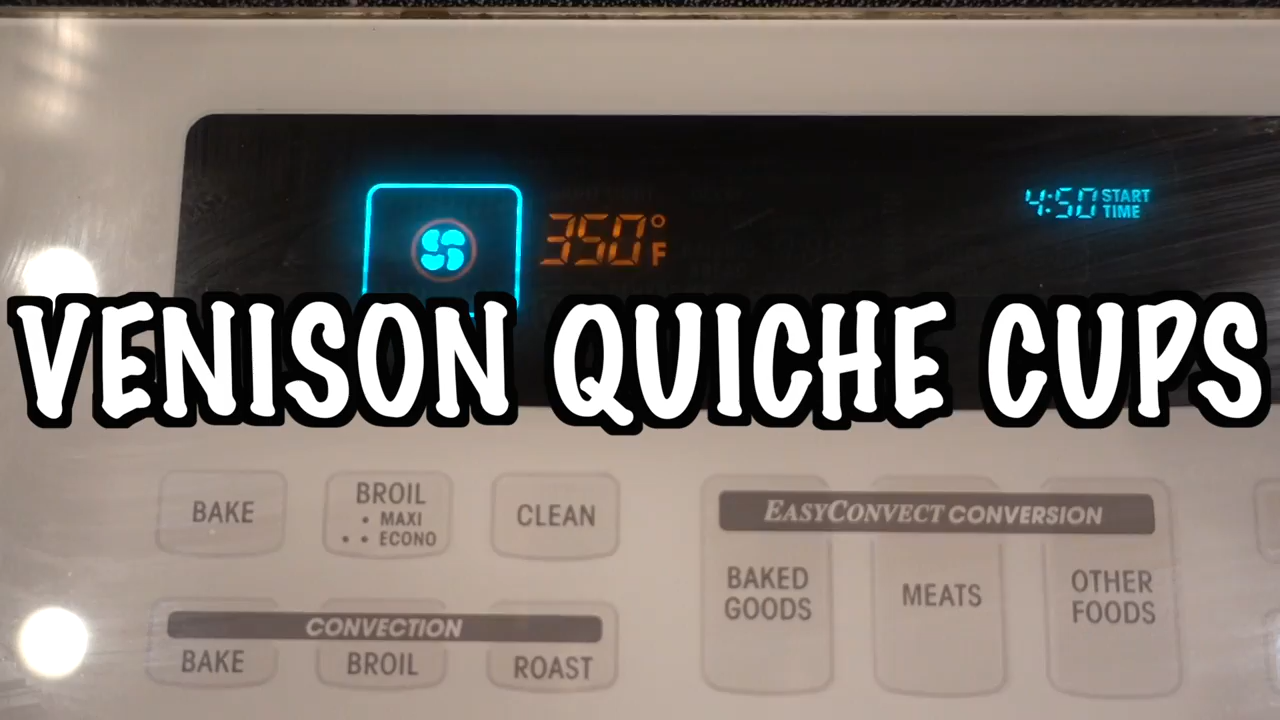 350°F
4:50 START TIME
VENISON QUICHE CUPS
BAKE
BROIL
• MAXI
• • ECONO
CLEAN
EASYCONVECT CONVERSION
BAKED
GOODS
MEATS
OTHER
FOODS
CONVECTION
BAKE
BROIL
ROAST